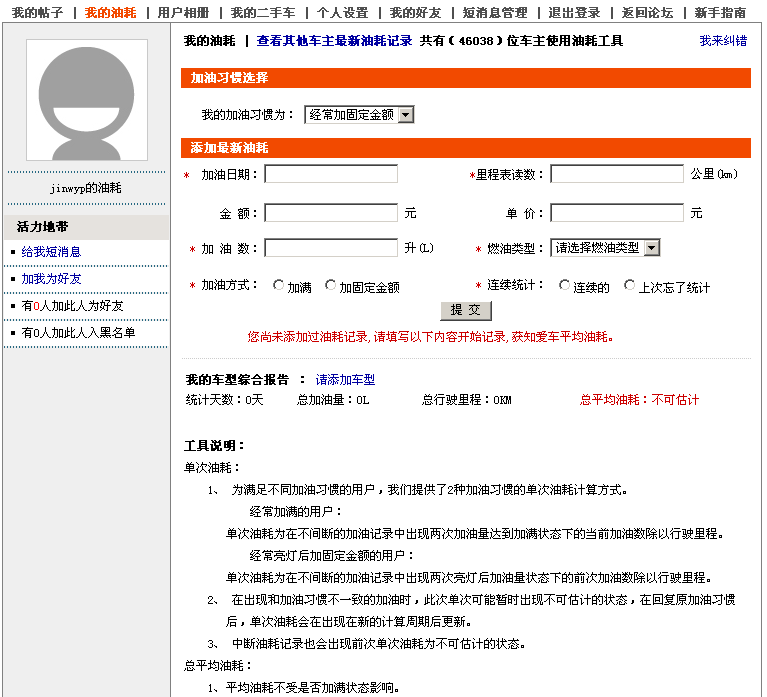 我的帖子 | 我的油耗 | 用户相册 | 我的二手车 | 个人设置 | 我的好友 | 短消息管理 | 退出登录 | 返回论坛 | 新手指南
jinwyp的油耗
活力地带
给我短消息
加我为好友
有0人加此人为好友
有0人加此人入黑名单
我的油耗 | 查看其他车主最新油耗记录 共有(46038)位车主使用油耗工具 我来纠错
加油习惯选择
我的加油习惯为: 经常加固定金额
添加最新油耗
* 加油日期: *里程表读数: 公里(km)
金 额: 元 单 价: 元
* 加 油 数: 升(L) * 燃油类型: 请选择燃油类型
* 加油方式: 加满 加固定金额 * 连续统计: 连续的 上次忘了统计
提 交
您尚未添加过油耗记录,请填写以下内容开始记录,获知爱车平均油耗。
我的车型综合报告 : 请添加车型
统计天数:0天 总加油量:0L 总行驶里程:0KM 总平均油耗:不可估计
工具说明:
单次油耗:
1、 为满足不同加油习惯的用户,我们提供了2种加油习惯的单次油耗计算方式。
经常加满的用户:
单次油耗为在不间断的加油记录中出现两次加油量达到加满状态下的当前加油数除以行驶里程。
经常亮灯后加固定金额的用户:
单次油耗为在不间断的加油记录中出现两次亮灯后加油量状态下的前次加油数除以行驶里程。
2、 在出现和加油习惯不一致的加油时,此次单次可能暂时出现不可估计的状态,在回复原加油习惯
后,单次油耗会在出现在新的计算周期后更新。
3、 中断油耗记录也会出现前次单次油耗为不可估计的状态。
总平均油耗:
1、平均油耗不受是否加满状态影响。